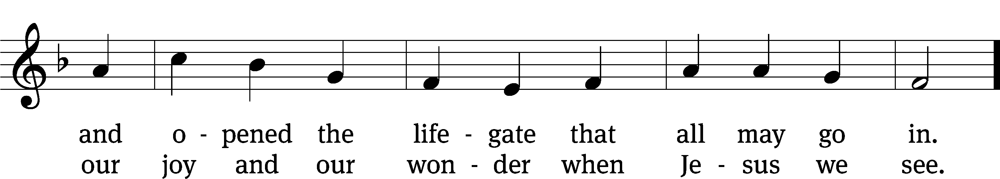 and o - pened the life - gate that all may go in.
our joy and our won - der when Je - sus we see.